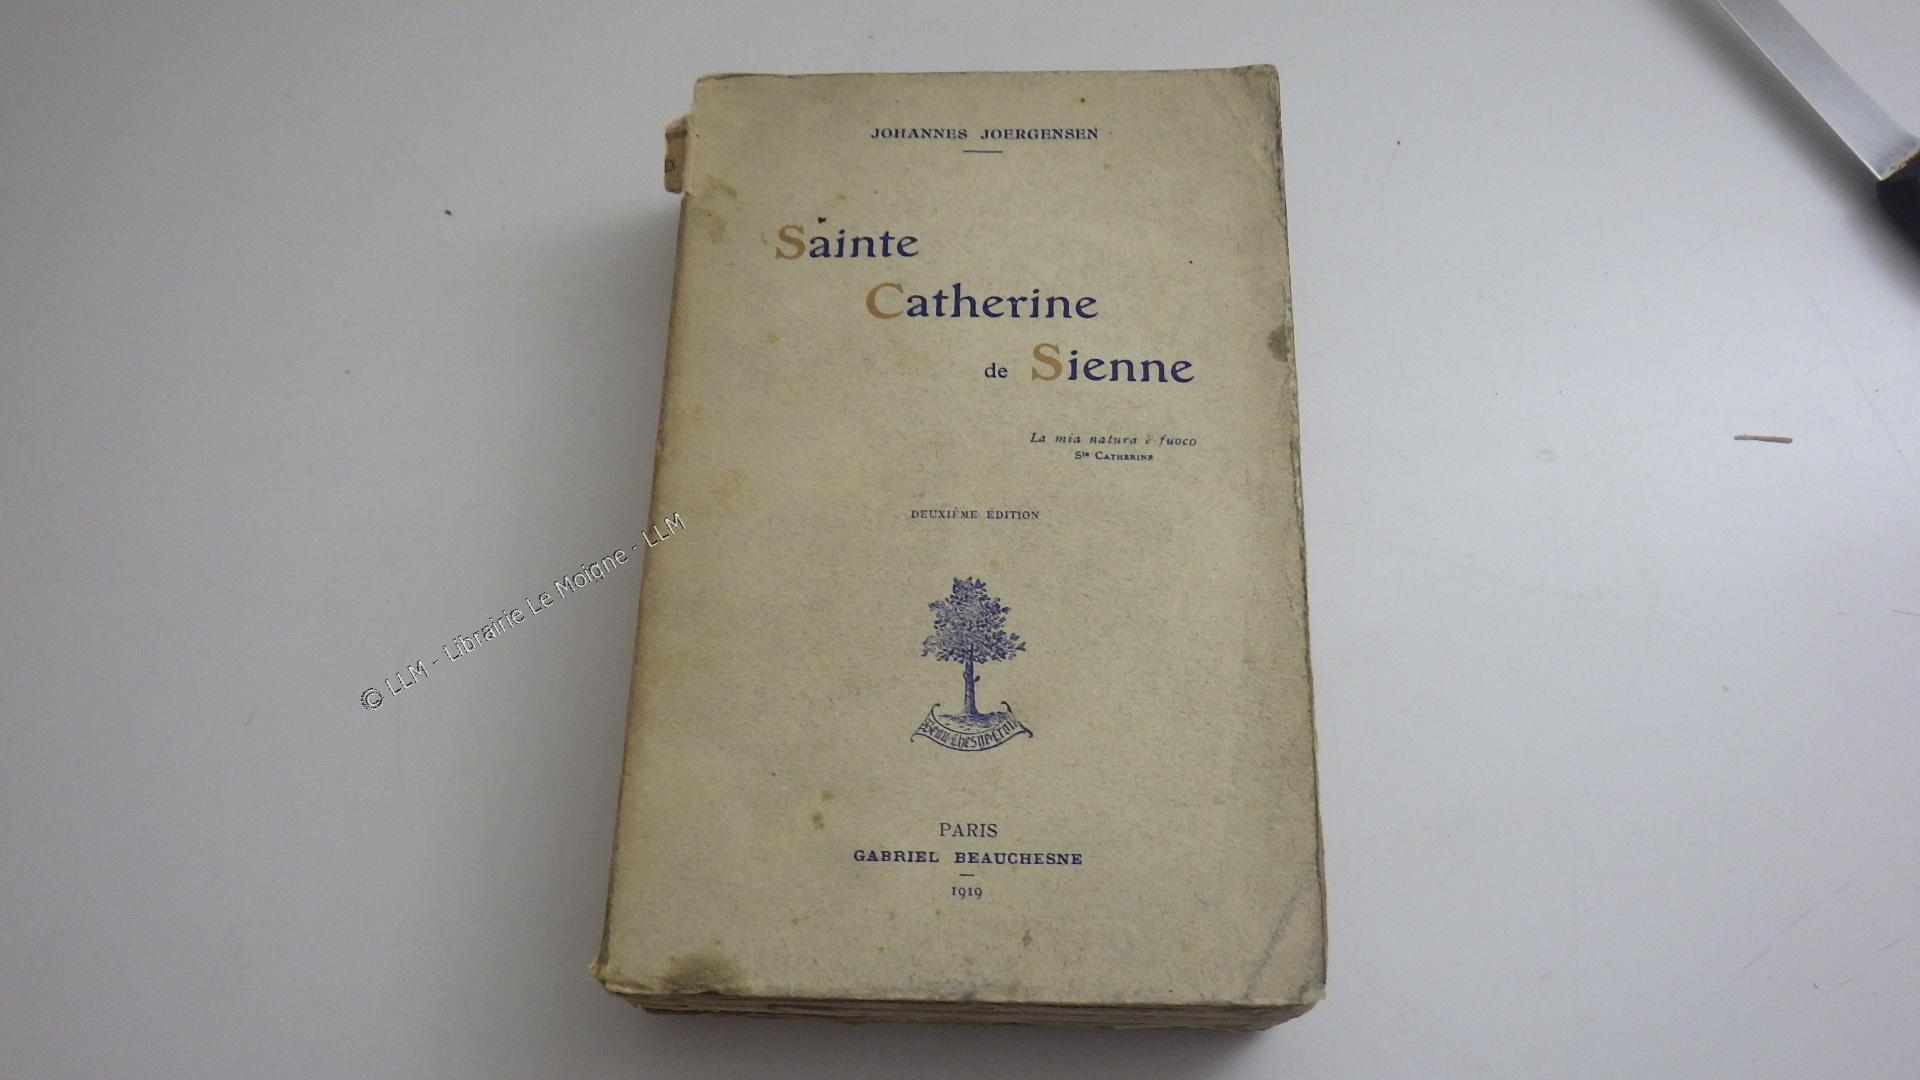 JOHANNES JOERGENSEN
Sainte
Catherine
de Sienne
La mia natura è fuoco
Ste CATHERINE
DEUXIÈME ÉDITION
PARIS
GABRIEL BEAUCHESNE
1919
© LLM - Librairie Le Moigne - LLM